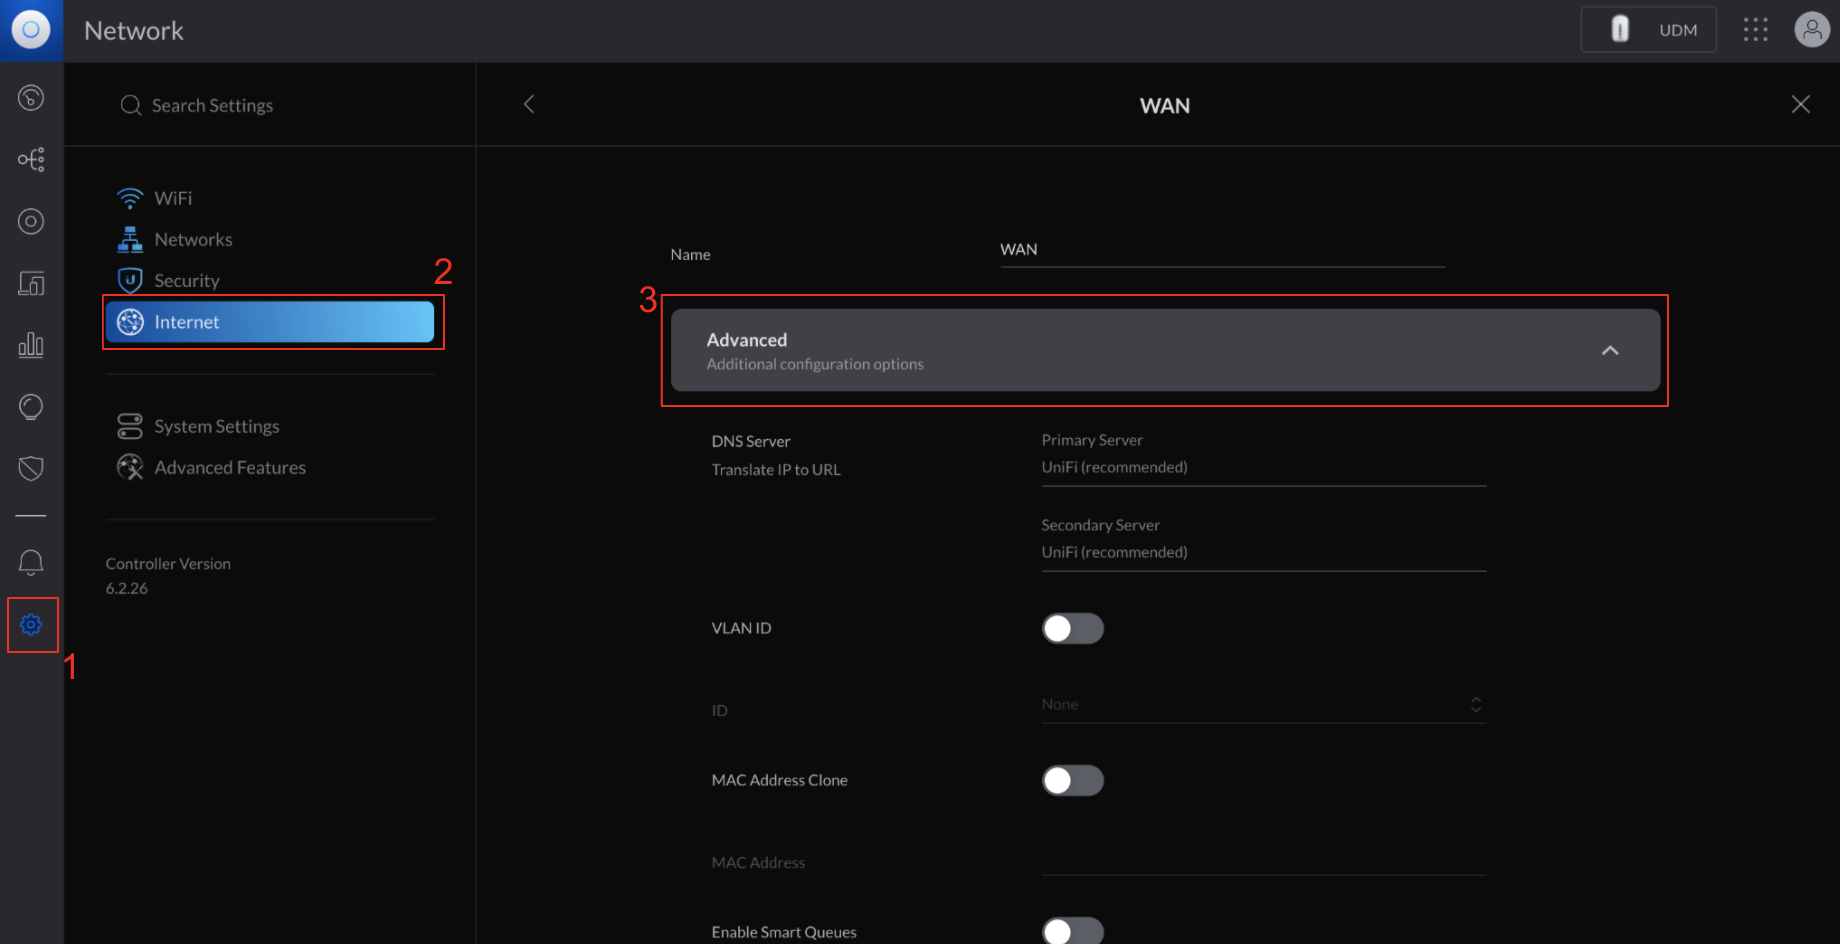 Network
UDM
Search Settings
WAN
WiFi
Networks
Security
2
Internet
System Settings
Advanced Features
Controller Version
6.2.26
1
Name
WAN
3
Advanced
Additional configuration options
DNS Server
Translate IP to URL
Primary Server
UniFi (recommended)
Secondary Server
UniFi (recommended)
VLAN ID
ID
None
MAC Address Clone
MAC Address
Enable Smart Queues